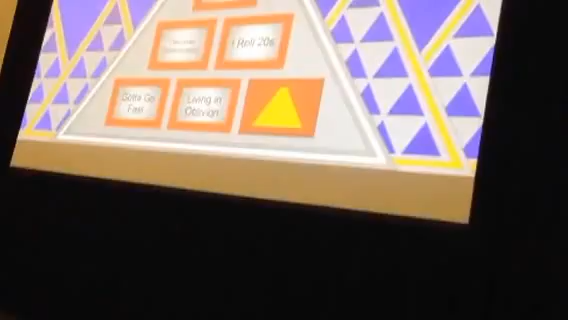 I Roll 20s
Gotta Go
Fast
Living in
Oblivion